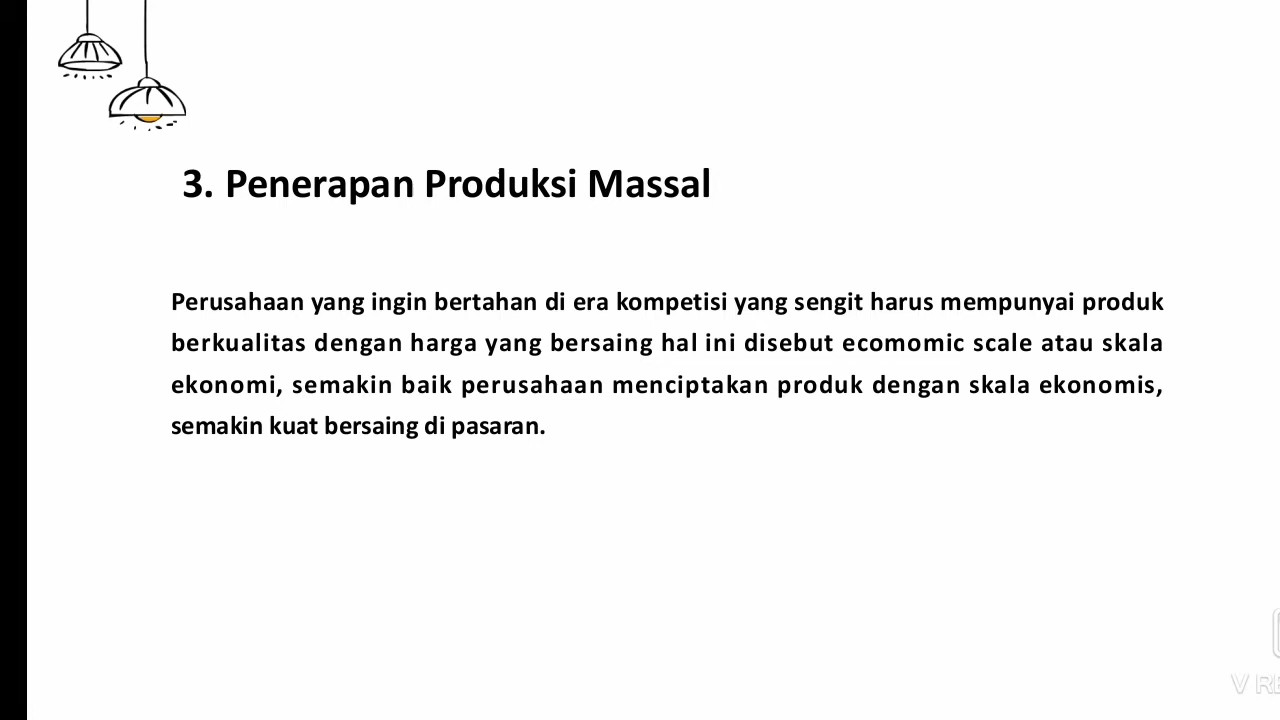 3. Penerapan Produksi Massal
Perusahaan yang ingin bertahan di era kompetisi yang sengit harus mempunyai produk
berkualitas dengan harga yang bersaing hal ini disebut ecomomic scale atau skala
ekonomi, semakin baik perusahaan menciptakan produk dengan skala ekonomis,
semakin kuat bersaing di pasaran.